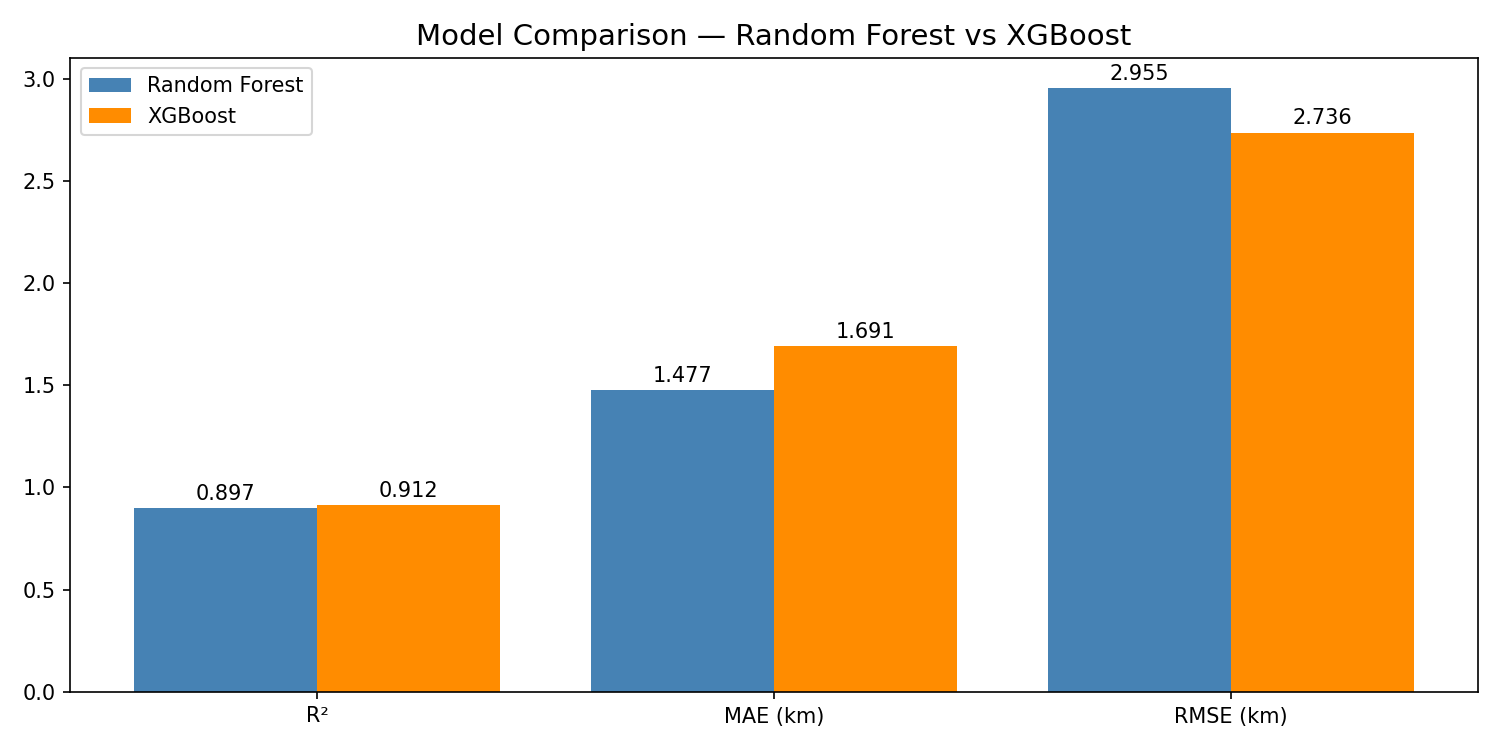 Model Comparison — Random Forest vs XGBoost
Random Forest
XGBoost
3.0
2.5
2.0
1.5
1.0
0.5
0.0
0.897
0.912
1.477
1.691
2.955
2.736
R²
MAE (km)
RMSE (km)